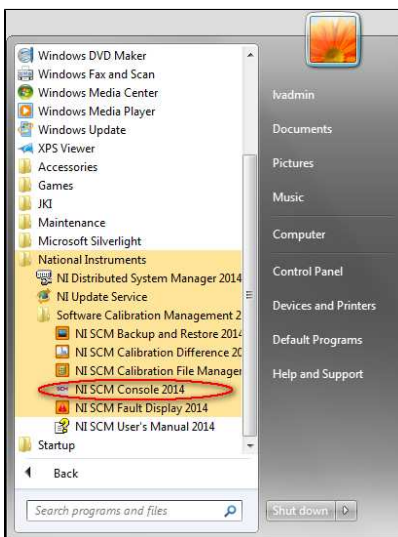 Windows DVD Maker
Windows Fax and Scan
Windows Media Center
Windows Media Player
Windows Update
XPS Viewer
Accessories
Games
JKI
Maintenance
Microsoft Silverlight
National Instruments
NI Distributed System Manager 2014
NI Update Service
Software Calibration Management 2
NI SCM Backup and Restore 2014
NI SCM Calibration Difference 20
NI SCM Calibration File Manager
NI SCM Console 2014
NI SCM Fault Display 2014
NI SCM User's Manual 2014
Startup
Back
Search programs and files
lvadmin
Documents
Pictures
Music
Computer
Control Panel
Devices and Printers
Default Programs
Help and Support
Shut down